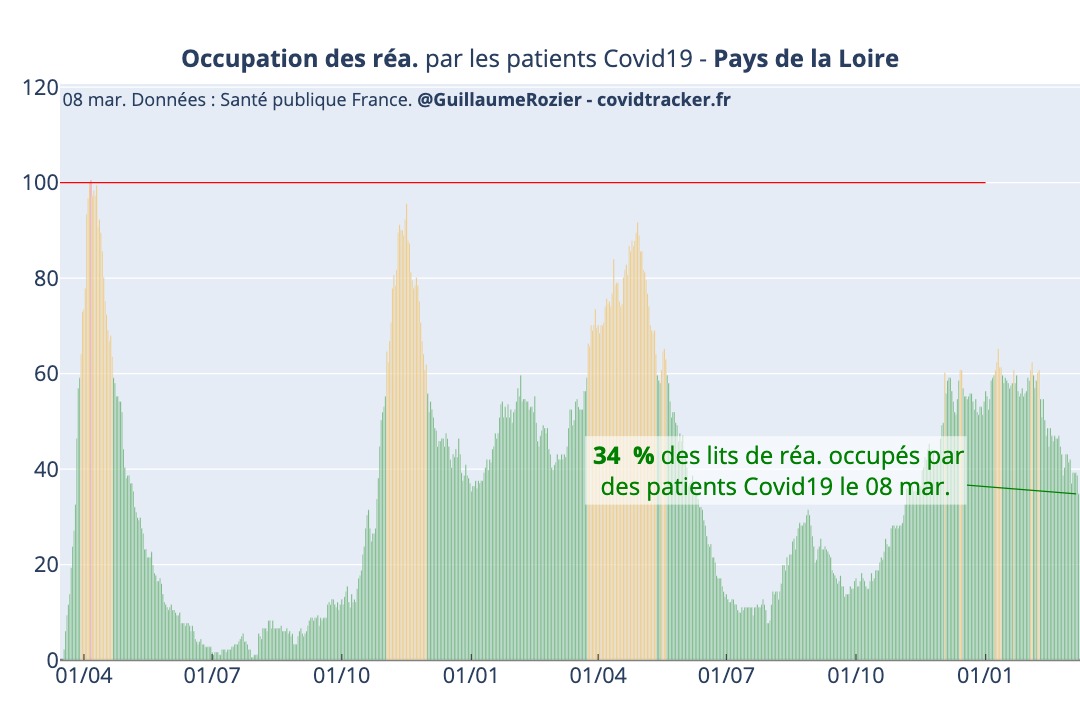 Occupation des réa. par les patients Covid19 - Pays de la Loire
120
08 mar. Données : Santé publique France. @GuillaumeRozier - covidtracker.fr
100
80
60
40
20
0
34 % des lits de réa. occupés par
des patients Covid19 le 08 mar.
01/04 01/07 01/10 01/01 01/04 01/07 01/10 01/01